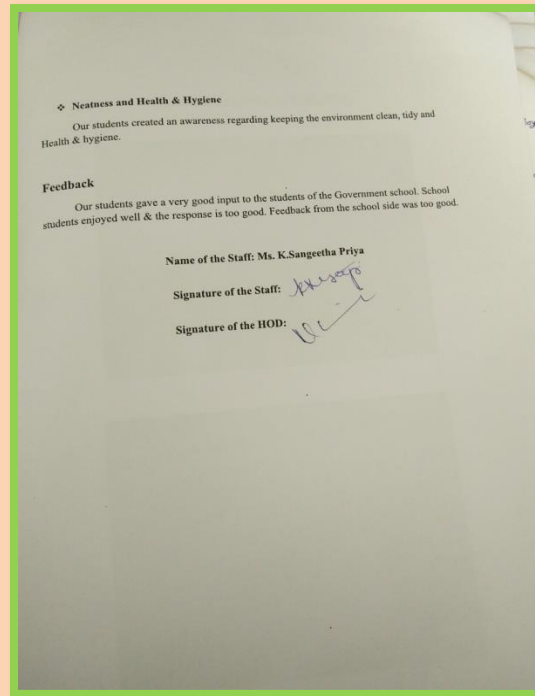 ❖ Neatness and Health & Hygiene
Our students created an awareness regarding keeping the environment clean, tidy and
Health & hygiene.
Feedback
Our students gave a very good input to the students of the Government school. School
students enjoyed well & the response is too good. Feedback from the school side was too good.
Name of the Staff: Ms. K.Sangeetha Priya
Signature of the Staff:
Signature of the HOD: